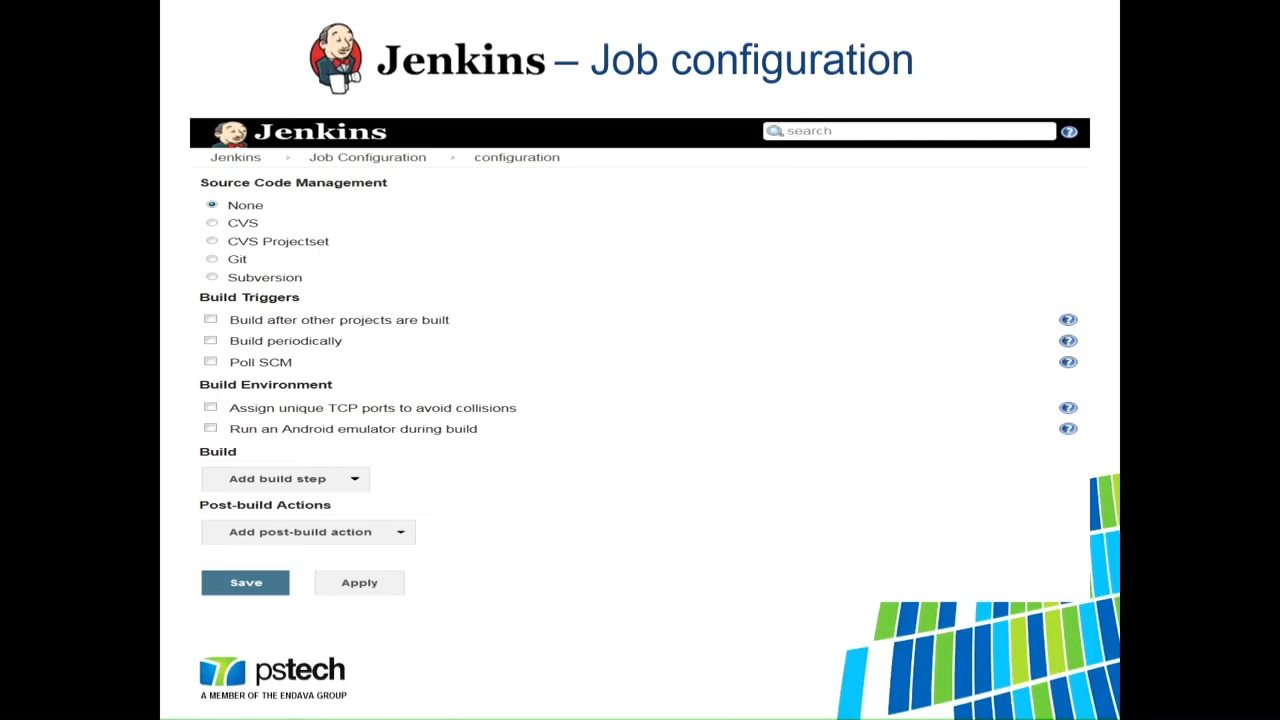 Jenkins – Job configuration
Jenkins search
Jenkins Job Configuration configuration
Source Code Management
None
CVS
CVS Projectset
Git
Subversion
Build Triggers
Build after other projects are built
Build periodically
Poll SCM
Build Environment
Assign unique TCP ports to avoid collisions
Run an Android emulator during build
Build
Add build step
Post-build Actions
Add post-build action
Save Apply
pstech
A MEMBER OF THE ENDAVA GROUP